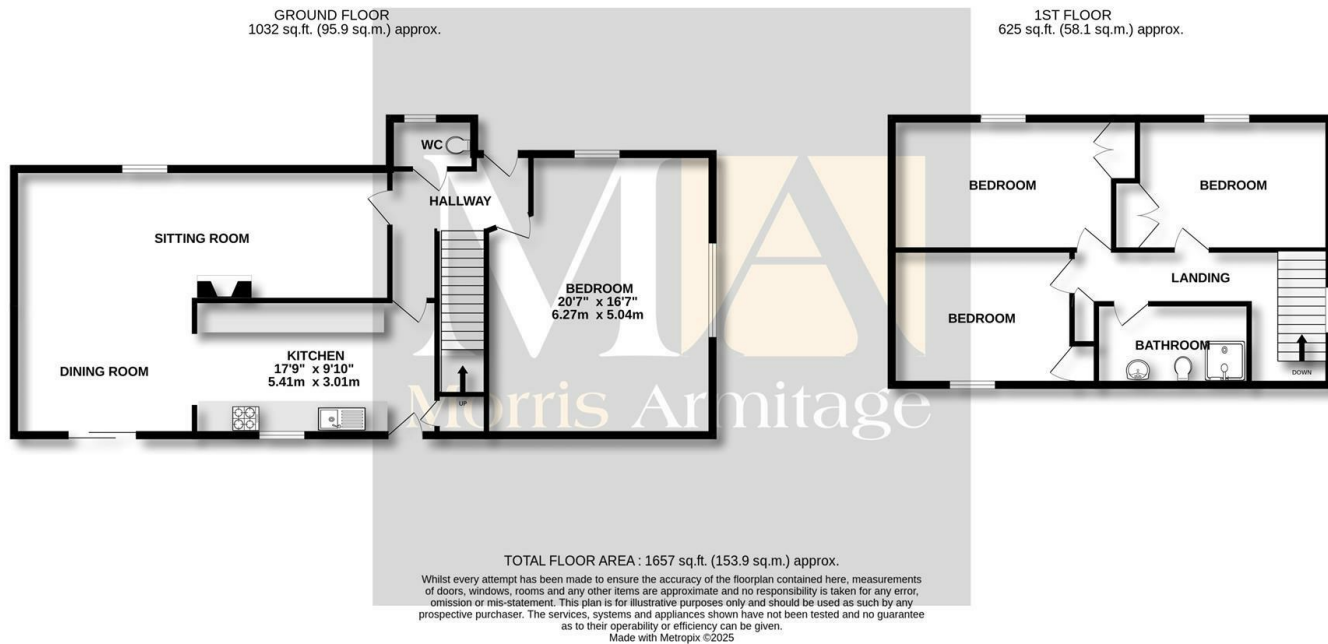 GROUND FLOOR
1032 sq.ft. (95.9 sq.m.) approx.
1ST FLOOR
625 sq.ft. (58.1 sq.m.) approx.
WC
HALLWAY
SITTING ROOM
BEDROOM
20'7" x 16'7"
6.27m x 5.04m
KITCHEN
17'9" x 9'10"
5.41m x 3.01m
DINING ROOM
UP
BEDROOM
BEDROOM
LANDING
BEDROOM
BATHROOM
DOWN
MA
Morris Armitage
TOTAL FLOOR AREA : 1657 sq.ft. (153.9 sq.m.) approx.
Whilst every attempt has been made to ensure the accuracy of the floorplan contained here, measurements
of doors, windows, rooms and any other items are approximate and no responsibility is taken for any error,
omission or mis-statement. This plan is for illustrative purposes only and should be used as such by any
prospective purchaser. The services, systems and appliances shown have not been tested and no guarantee
as to their operability or efficiency can be given.
Made with Metropix ©2025